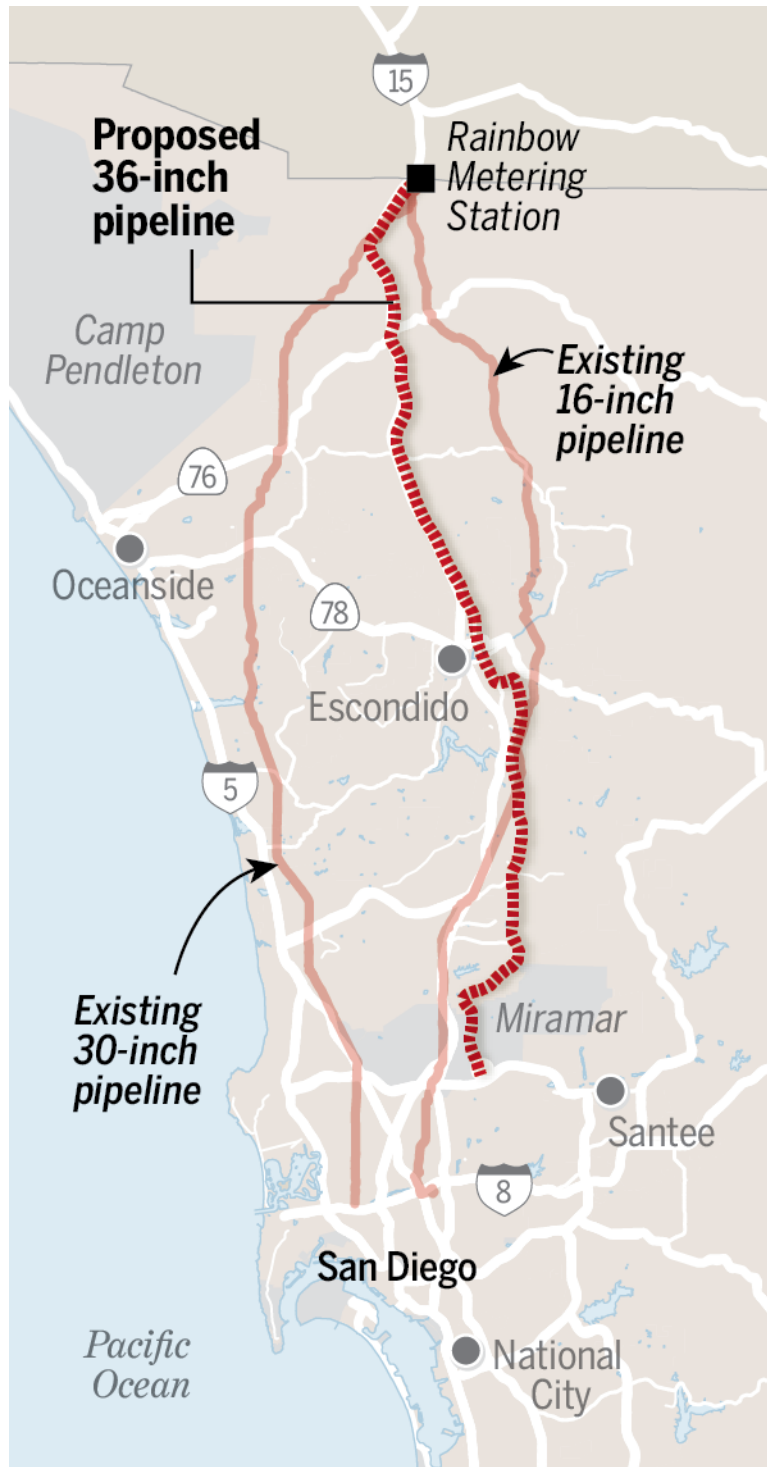 15
Proposed
36-inch
pipeline
Rainbow
Metering
Station
Camp
Pendleton
Existing
16-inch
pipeline
76
Oceanside
78
Escondido
5
Existing
30-inch
pipeline
Miramar
Santee
8
San Diego
Pacific
Ocean
National
City